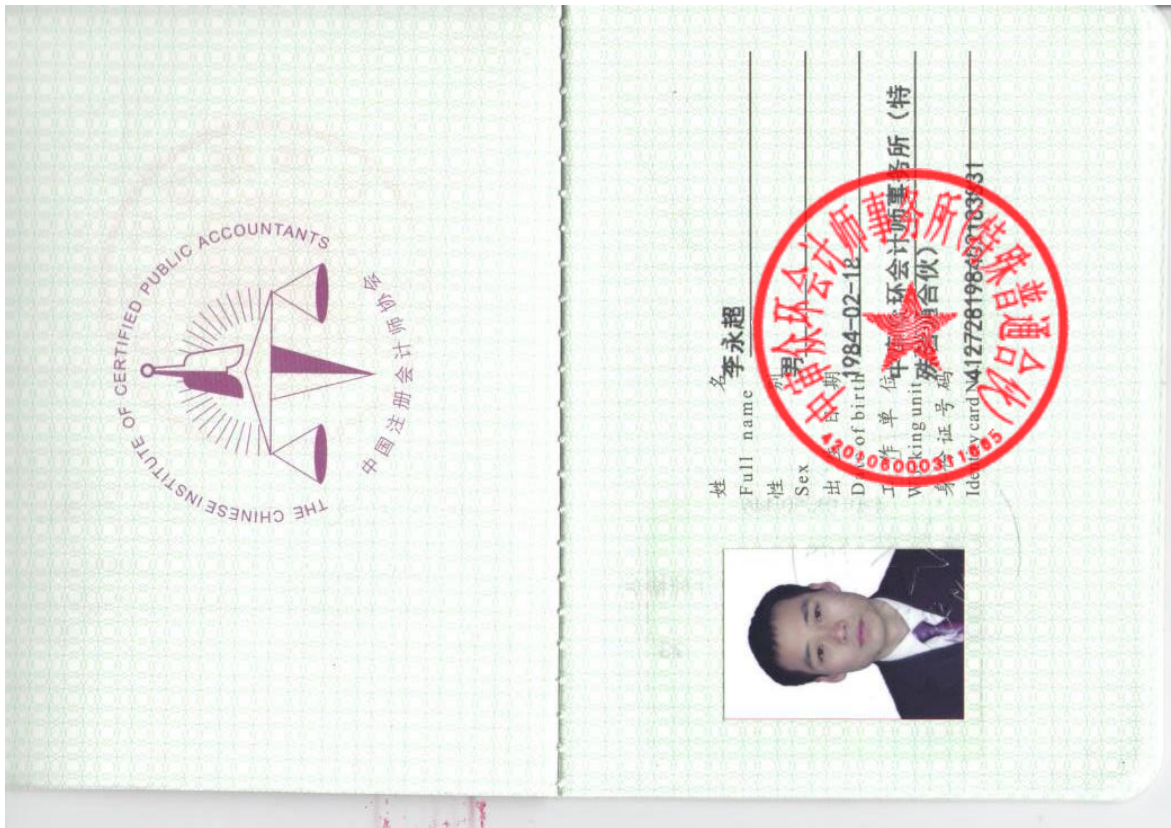 THE CHINESE INSTITUTE OF CERTIFIED PUBLIC ACCOUNTANTS
中国注册会计师协会
姓 名
Full name
李永超
性 别
Sex
男
出 生 日 期
Date of birth
1984-02-18
工 作 单 位
Working unit
中审众环会计师事务所（特
殊普通合伙）
身 份 证 号 码
Identity card No.
中审众环会计师事务所(特殊普通合伙)